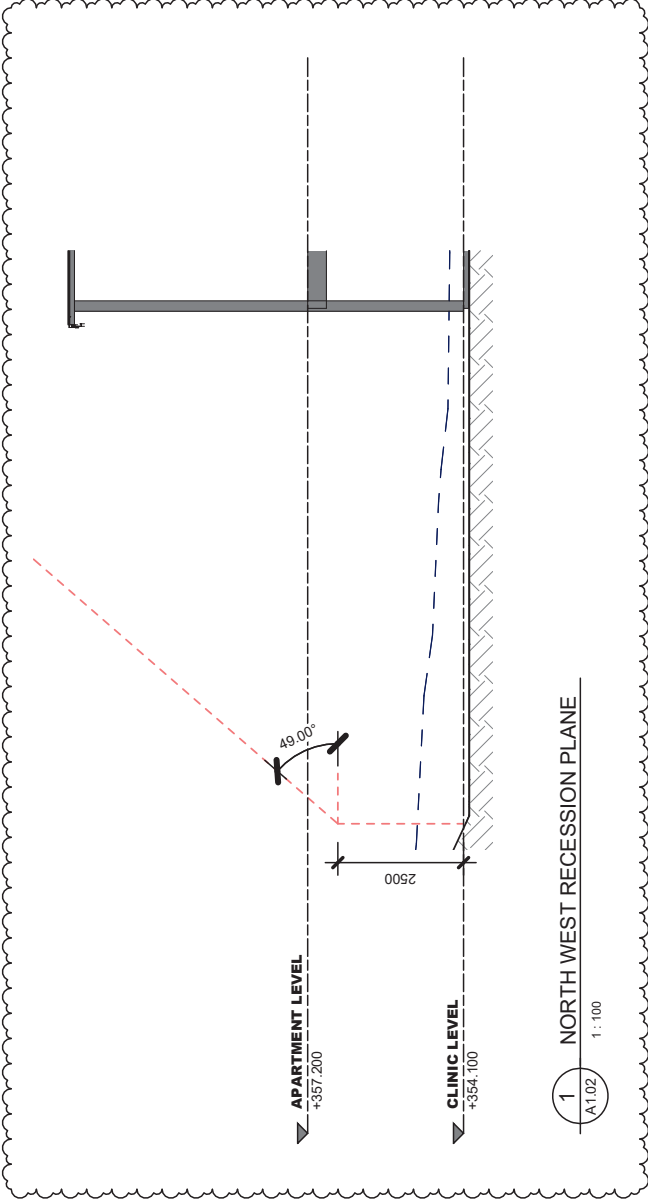 49.00°
2500
APARTMENT LEVEL
+357.200
CLINIC LEVEL
+354.100
1
A1.02
NORTH WEST RECESSION PLANE
1 : 100